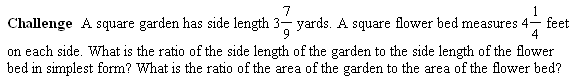 Challenge A square garden has side length 3 7/9 yards. A square flower bed measures 4 1/4 feet
on each side. What is the ratio of the side length of the garden to the side length of the flower
bed in simplest form? What is the ratio of the area of the garden to the area of the flower bed?